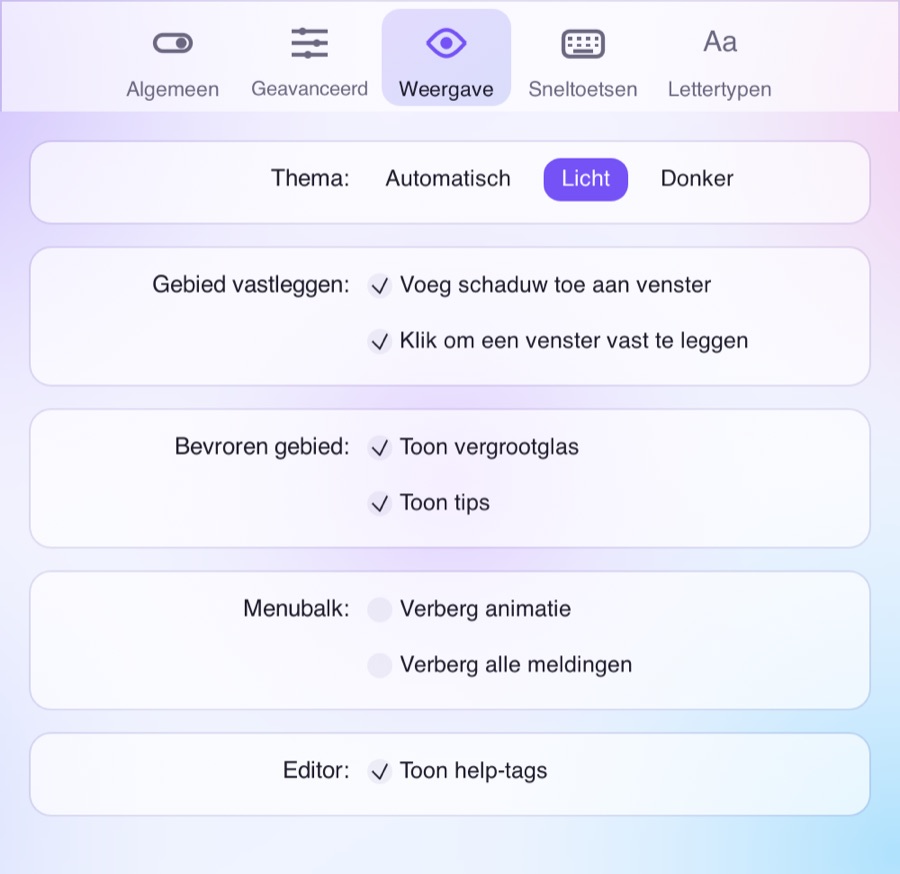 Algemeen Geavanceerd Weergave Sneltoetsen Aa Lettertypen
Thema: Automatisch Licht Donker
Gebied vastleggen: Voeg schaduw toe aan venster
Klik om een venster vast te leggen
Bevroren gebied: Toon vergrootglas
Toon tips
Menubalk: Verberg animatie
Verberg alle meldingen
Editor: Toon help-tags